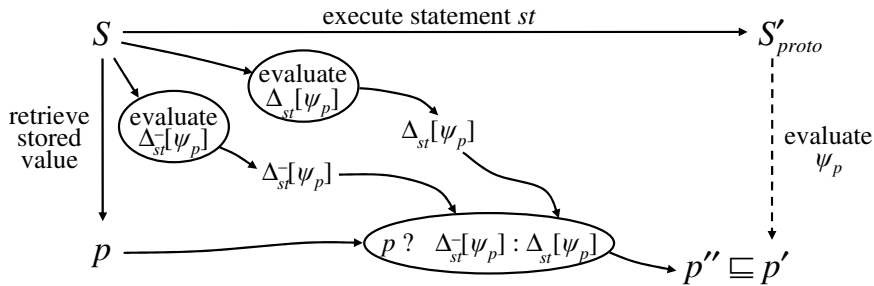 execute statement st
S
S′proto
evaluate
Δst[ψp]
retrieve
stored
value
evaluate
Δ−st[ψp]
Δst[ψp]
evaluate
ψp
Δ−st[ψp]
p
p ? Δ−st[ψp] : Δst[ψp]
p″ ⊑ p′